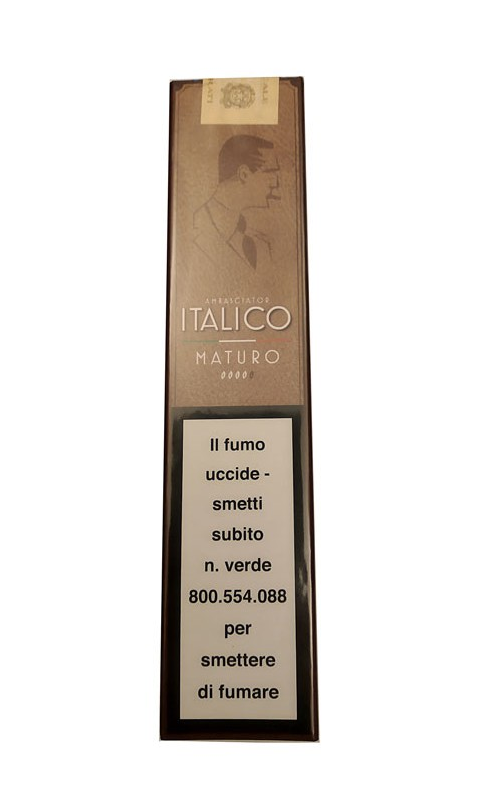 AMBASCIATOR
ITALICO
MATURO
Il fumo
uccide -
smetti
subito
n. verde
800.554.088
per
smettere
di fumare